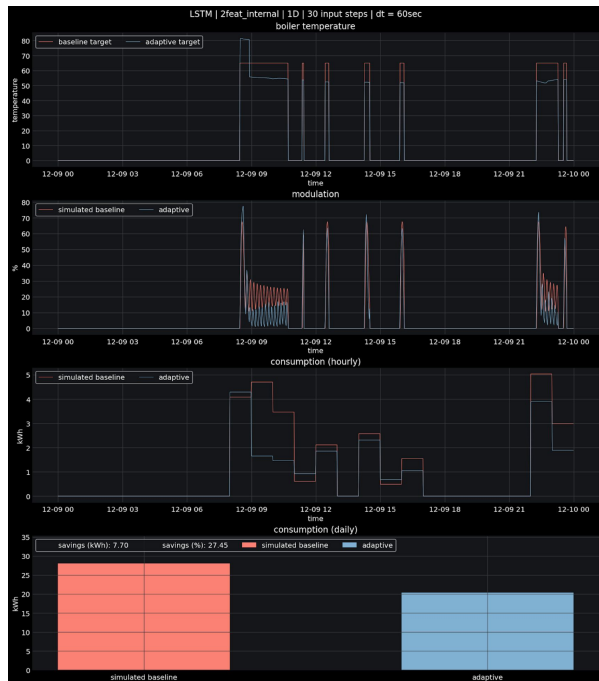 LSTM | 2feat_internal | 1D | 30 input steps | dt = 60sec
boiler temperature
baseline target adaptive target
80
70
60
50
40
30
20
10
0
temperature
12-09 00 12-09 03 12-09 06 12-09 09 12-09 12 12-09 15 12-09 18 12-09 21 12-10 00
time
modulation
simulated baseline adaptive
80
70
60
50
40
30
20
10
0
%
12-09 00 12-09 03 12-09 06 12-09 09 12-09 12 12-09 15 12-09 18 12-09 21 12-10 00
time
consumption (hourly)
simulated baseline adaptive
5
4
3
2
1
0
kWh
12-09 00 12-09 03 12-09 06 12-09 09 12-09 12 12-09 15 12-09 18 12-09 21 12-10 00
time
consumption (daily)
savings (kWh): 7.70 savings (%): 27.45 simulated baseline adaptive
35
30
25
20
15
10
5
0
kWh
simulated baseline adaptive